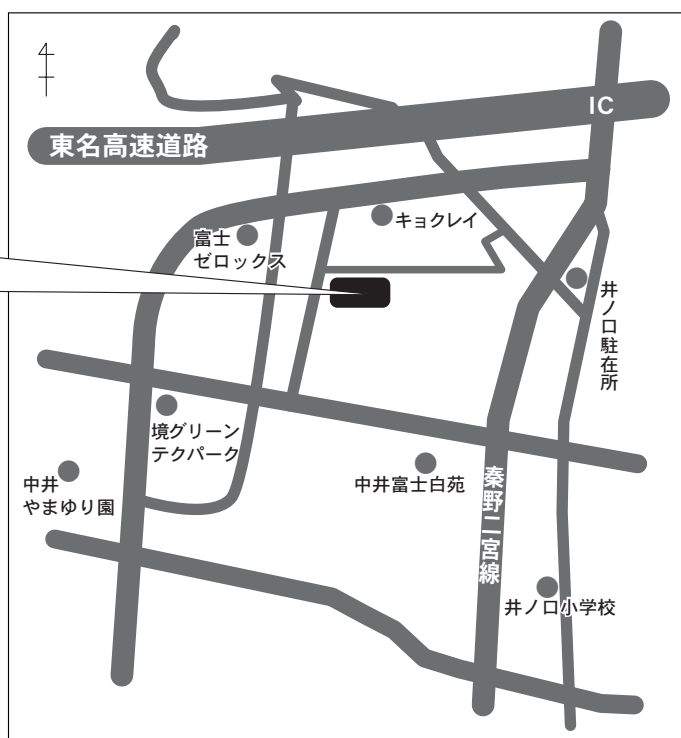 4
IC
東名高速道路
キョクレイ
富士
ゼロックス
井ノ口駐在所
境グリーン
テクパーク
中井富士白苑
中井
やまゆり園
秦野二宮線
井ノ口小学校